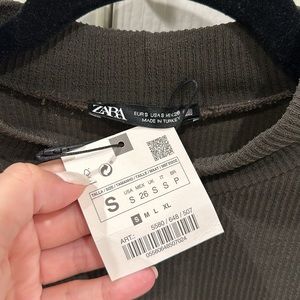 ZARA
EUR S USA S MEX 26
MADE IN TURKEY
S
USA MEX UK IT BR
S 26 S S P
S M L XL
ART.
5580 / 648 / 507
05580648507024